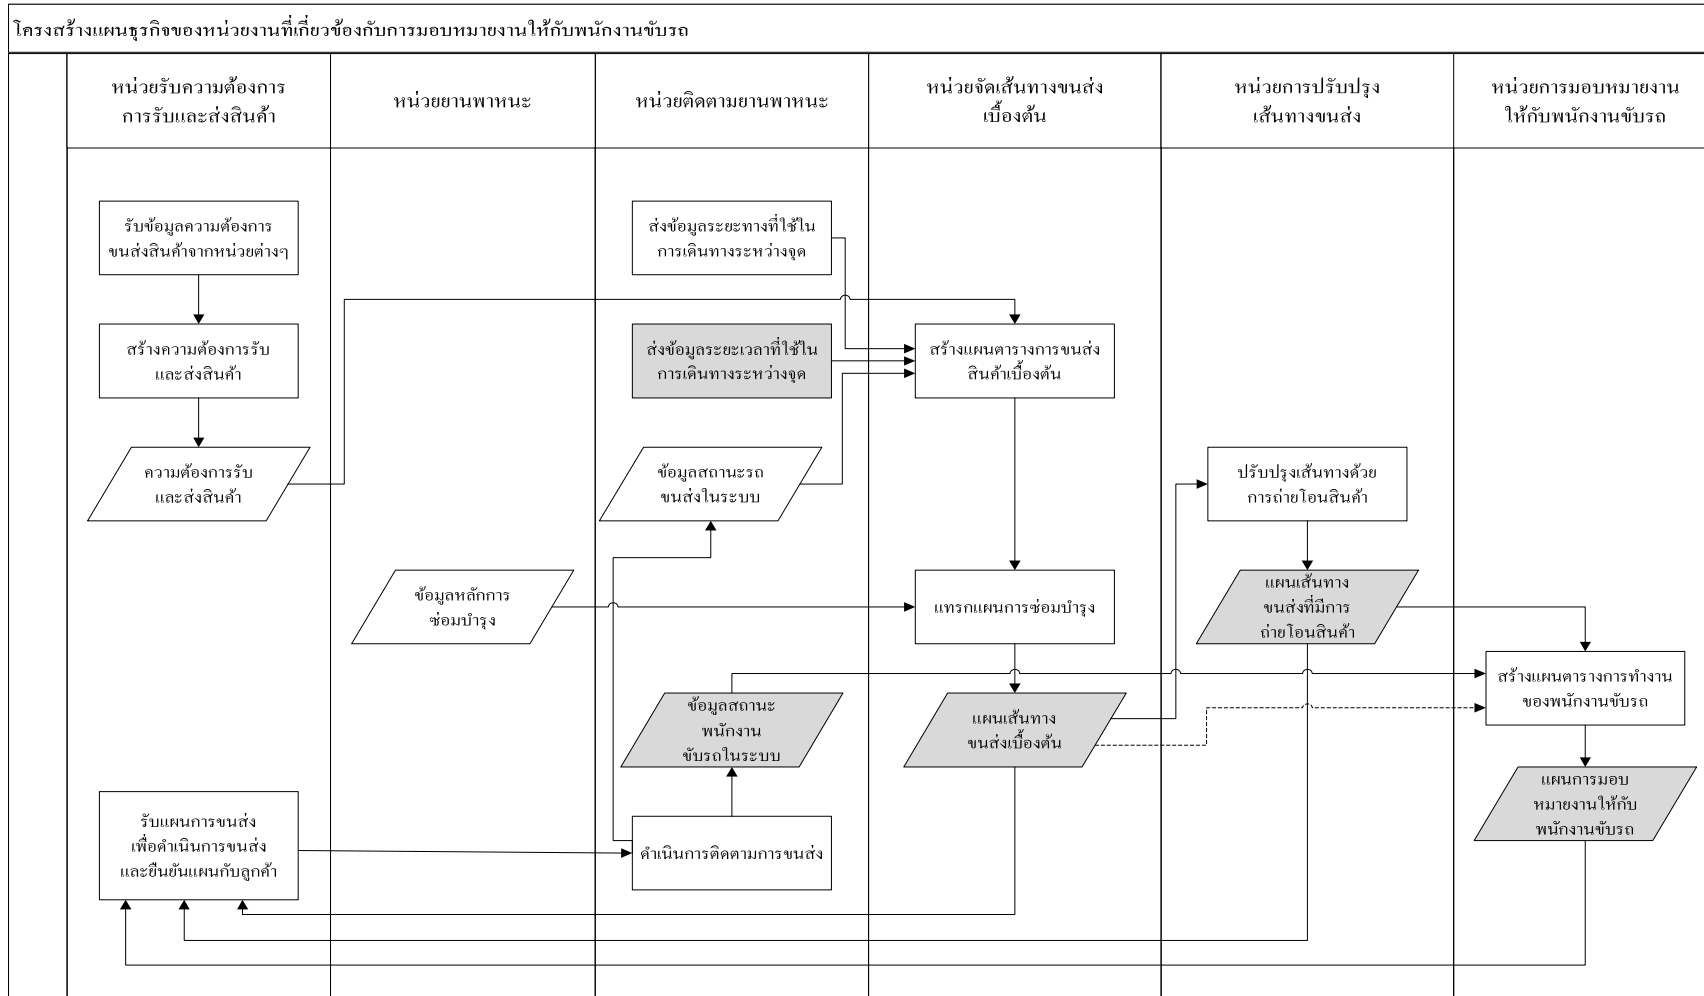 โครงสร้างแผนธุรกิจของหน่วยงานที่เกี่ยวข้องกับการมอบหมายงานให้กับพนักงานขับรถ
หน่วยรับความต้องการ
การรับและส่งสินค้า
หน่วยยานพาหนะ
หน่วยติดตามยานพาหนะ
หน่วยจัดเส้นทางขนส่ง
เบื้องต้น
หน่วยการปรับปรุง
เส้นทางขนส่ง
หน่วยการมอบหมายงาน
ให้กับพนักงานขับรถ
รับข้อมูลความต้องการ
ขนส่งสินค้าจากหน่วยต่างๆ
ส่งข้อมูลระยะทางที่ใช้ใน
การเดินทางระหว่างจุด
สร้างความต้องการรับ
และส่งสินค้า
ส่งข้อมูลระยะเวลาที่ใช้ใน
การเดินทางระหว่างจุด
สร้างแผนตารางการขนส่ง
สินค้าเบื้องต้น
ความต้องการรับ
และส่งสินค้า
ข้อมูลสถานะรถ
ขนส่งในระบบ
ปรับปรุงเส้นทางด้วย
การถ่ายโอนสินค้า
ข้อมูลหลักการ
ซ่อมบำรุง
แทรกแผนการซ่อมบำรุง
แผนเส้นทาง
ขนส่งที่มีการ
ถ่ายโอนสินค้า
สร้างแผนตารางการทำงาน
ของพนักงานขับรถ
ข้อมูลสถานะ
พนักงาน
ขับรถในระบบ
แผนเส้นทาง
ขนส่งเบื้องต้น
แผนการมอบ
หมายงานให้กับ
พนักงานขับรถ
รับแผนการขนส่ง
เพื่อดำเนินการขนส่ง
และยืนยันแผนกับลูกค้า
ดำเนินการติดตามการขนส่ง